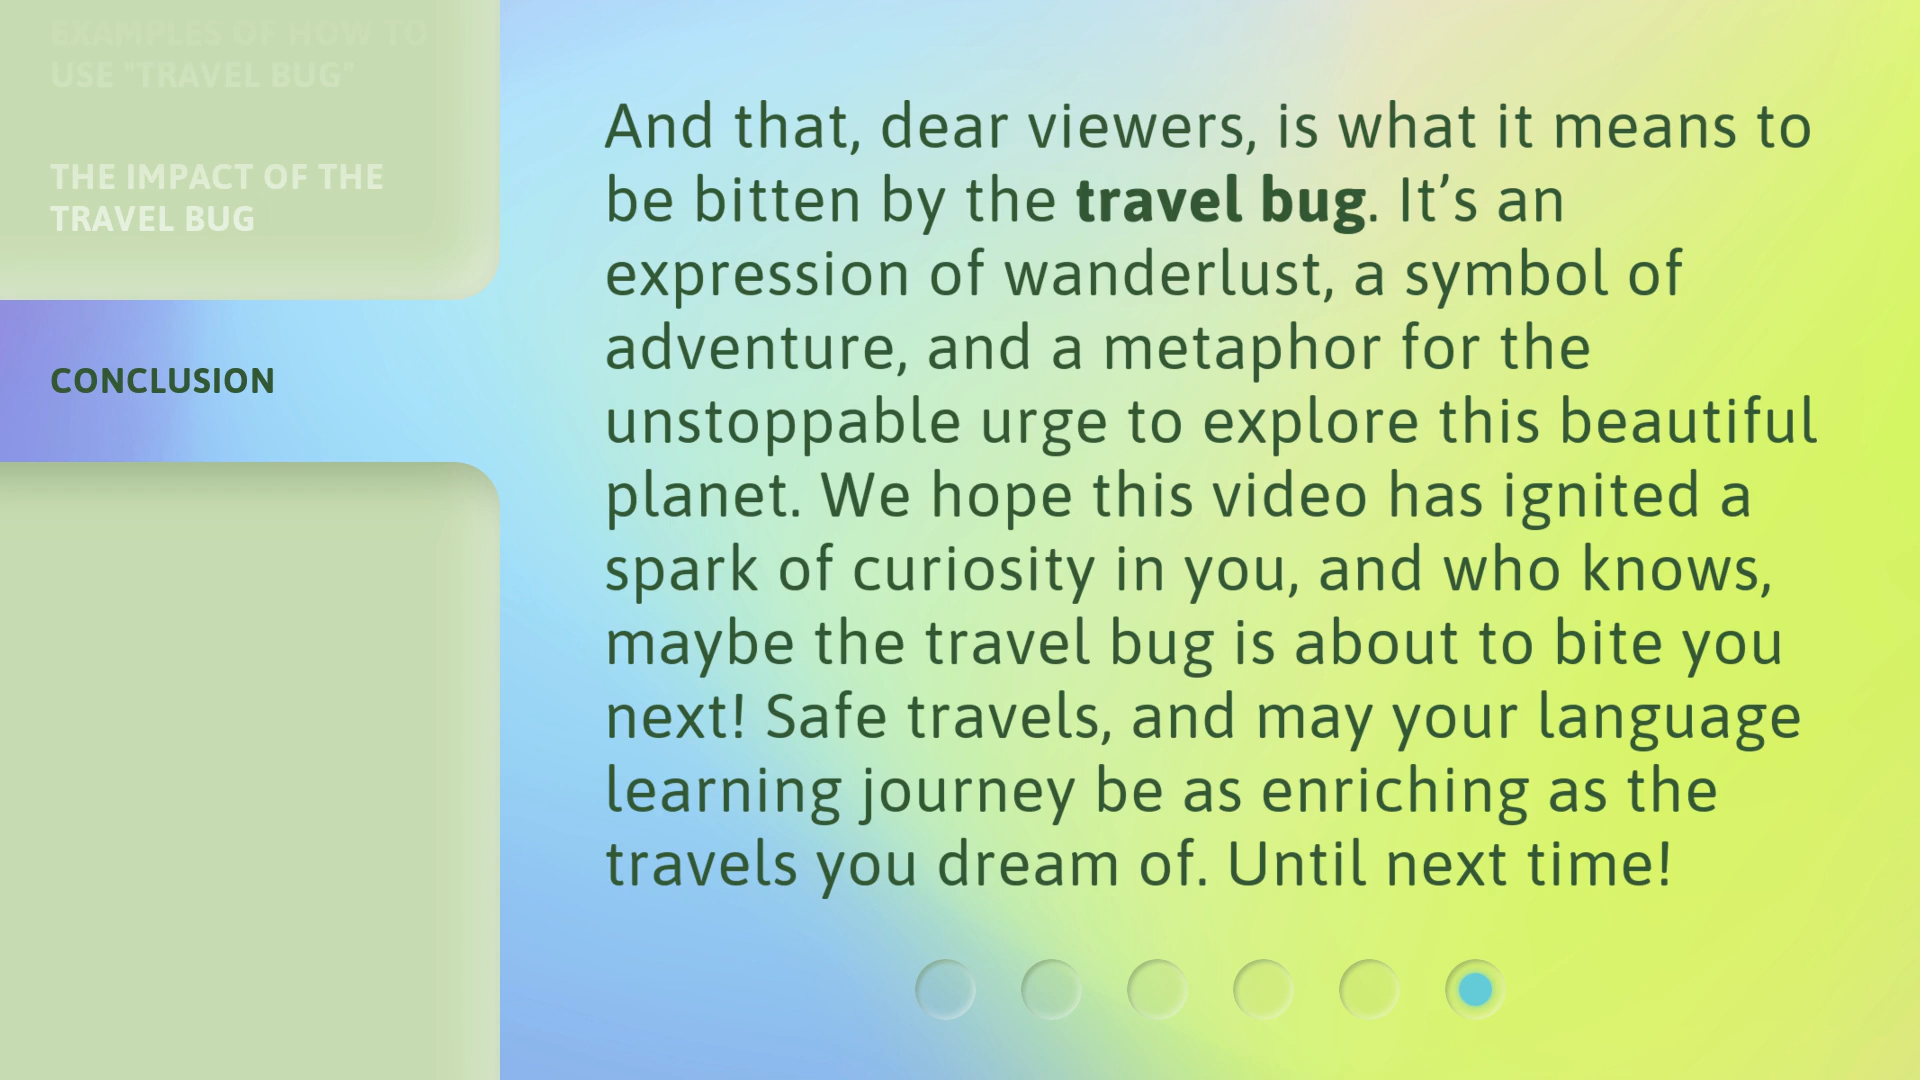 EXAMPLES OF HOW TO
USE "TRAVEL BUG"
THE IMPACT OF THE
TRAVEL BUG
CONCLUSION
And that, dear viewers, is what it means to
be bitten by the travel bug. It’s an
expression of wanderlust, a symbol of
adventure, and a metaphor for the
unstoppable urge to explore this beautiful
planet. We hope this video has ignited a
spark of curiosity in you, and who knows,
maybe the travel bug is about to bite you
next! Safe travels, and may your language
learning journey be as enriching as the
travels you dream of. Until next time!